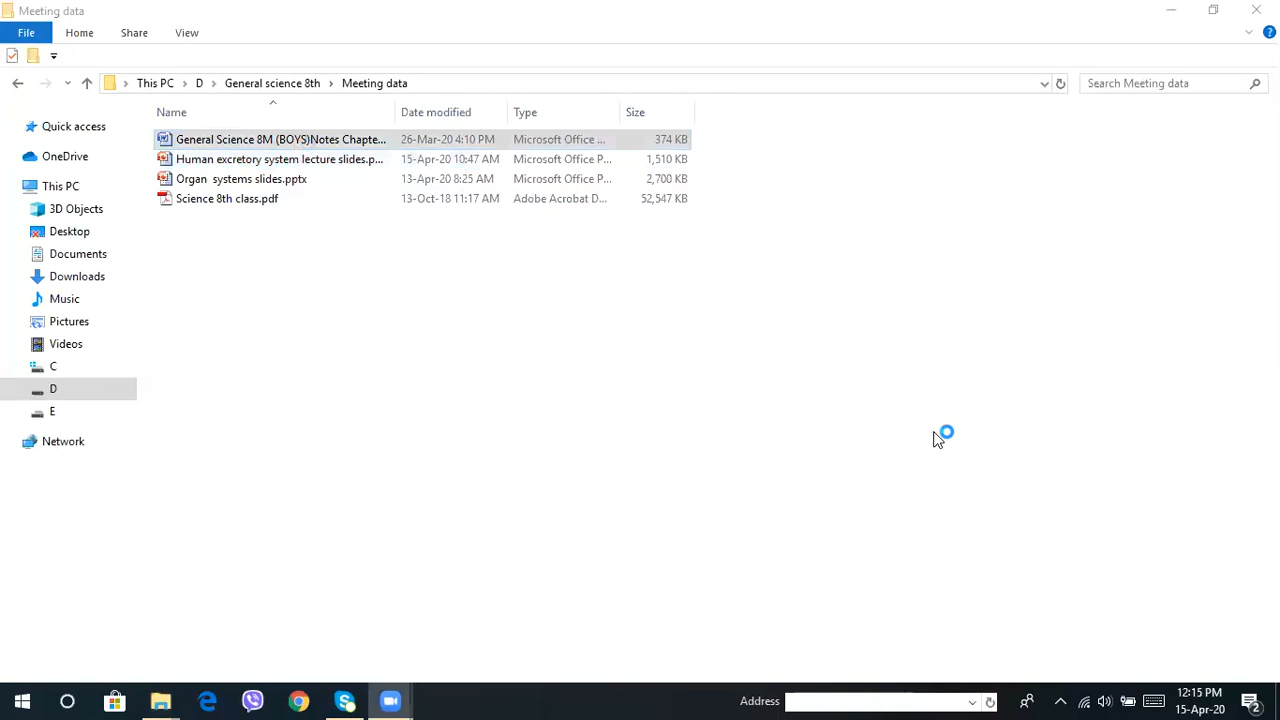 Meeting data
File Home Share View
This PC D General science 8th Meeting data Search Meeting data
Name Date modified Type Size
Quick access
General Science 8M (BOYS)Notes Chapte... 26-Mar-20 4:10 PM Microsoft Office ... 374 KB
Human excretory system lecture slides.p... 15-Apr-20 10:47 AM Microsoft Office P... 1,510 KB
OneDrive
Organ systems slides.pptx 13-Apr-20 8:25 AM Microsoft Office P... 2,700 KB
This PC
Science 8th class.pdf 13-Oct-18 11:17 AM Adobe Acrobat D... 52,547 KB
3D Objects
Desktop
Documents
Downloads
Music
Pictures
Videos
C
D
E
Network
Address
12:15 PM
15-Apr-20
2